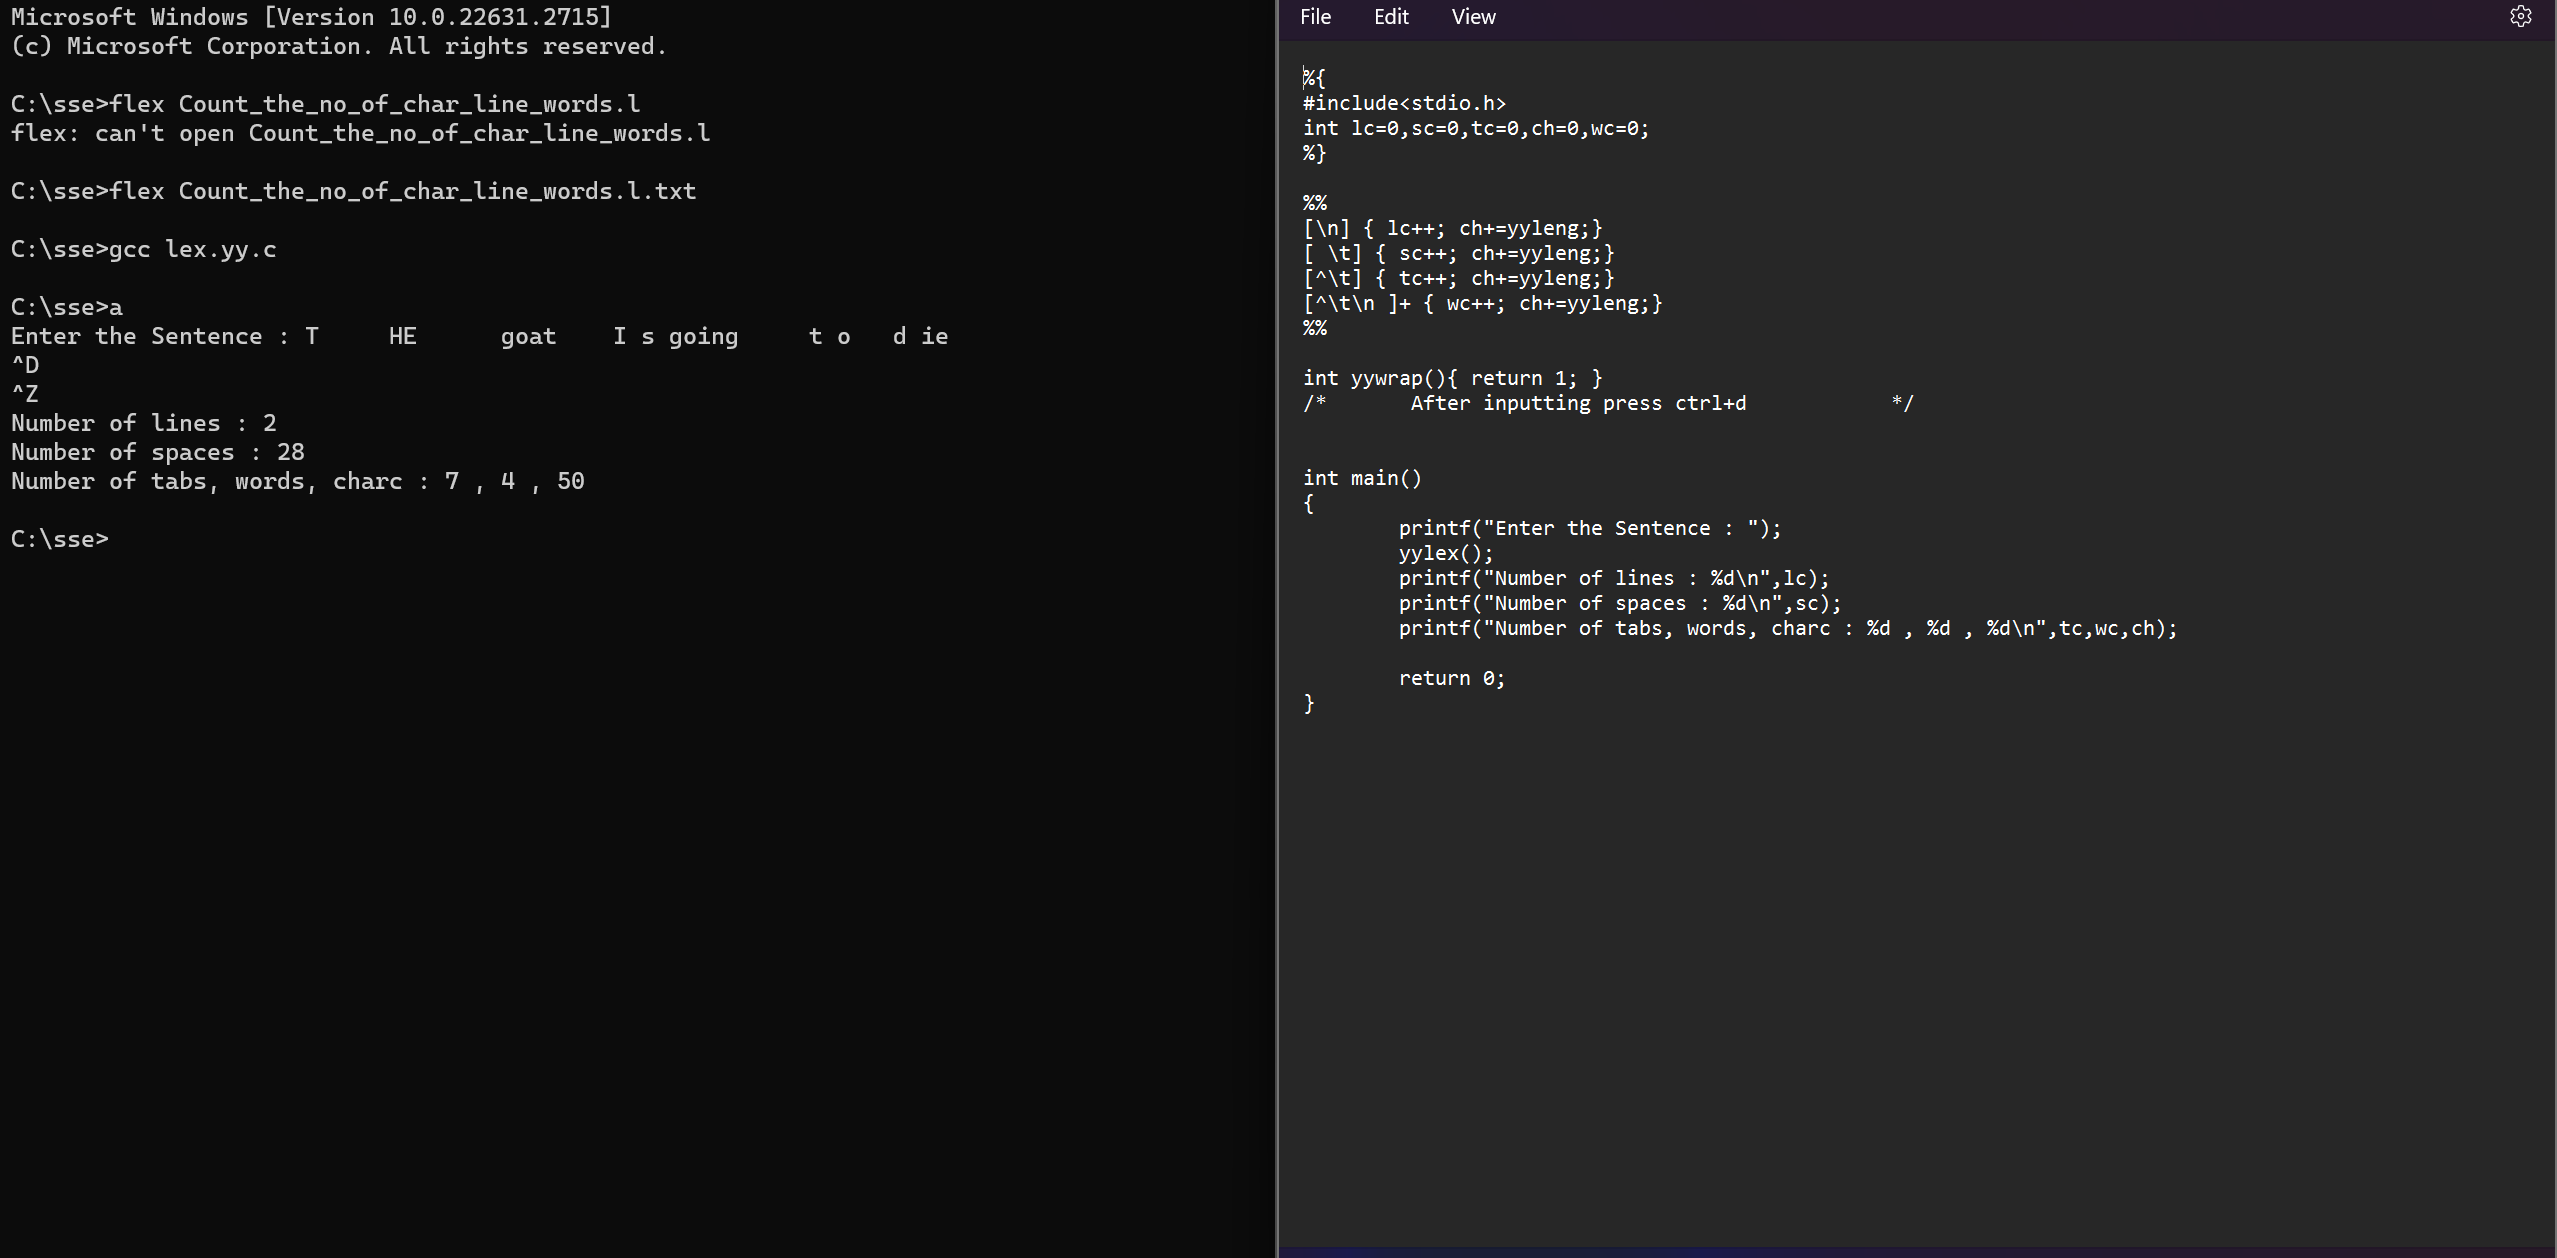 Microsoft Windows [Version 10.0.22631.2715]
(c) Microsoft Corporation. All rights reserved.

C:\sse>flex Count_the_no_of_char_line_words.l
flex: can't open Count_the_no_of_char_line_words.l

C:\sse>flex Count_the_no_of_char_line_words.l.txt

C:\sse>gcc lex.yy.c

C:\sse>a
Enter the Sentence : T     HE      goat    I s going     t o   d ie
^D
^Z
Number of lines : 2
Number of spaces : 28
Number of tabs, words, charc : 7 , 4 , 50

C:\sse>
File Edit View
%{
#include<stdio.h>
int lc=0,sc=0,tc=0,ch=0,wc=0;
%}

%%
[\n] { lc++; ch+=yyleng;}
[ \t] { sc++; ch+=yyleng;}
[^\t] { tc++; ch+=yyleng;}
[^\t\n ]+ { wc++; ch+=yyleng;}
%%

int yywrap(){ return 1; }
/*       After inputting press ctrl+d            */


int main()
{
        printf("Enter the Sentence : ");
        yylex();
        printf("Number of lines : %d\n",lc);
        printf("Number of spaces : %d\n",sc);
        printf("Number of tabs, words, charc : %d , %d , %d\n",tc,wc,ch);

        return 0;
}